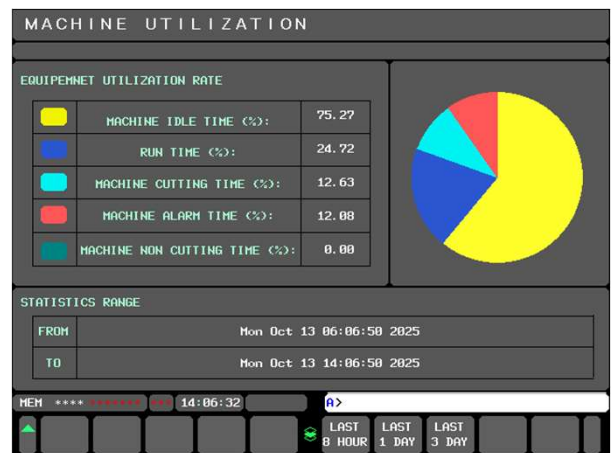 MACHINE UTILIZATION
EQUIPEMNET UTILIZATION RATE
MACHINE IDLE TIME (%): 75.27
RUN TIME (%): 24.72
MACHINE CUTTING TIME (%): 12.63
MACHINE ALARM TIME (%): 12.08
MACHINE NON CUTTING TIME (%): 0.00
STATISTICS RANGE
FROM Mon Oct 13 06:06:50 2025
TO Mon Oct 13 14:06:50 2025
MEM **** ******* *** 14:06:32 A>
LAST 8 HOUR
LAST 1 DAY
LAST 3 DAY